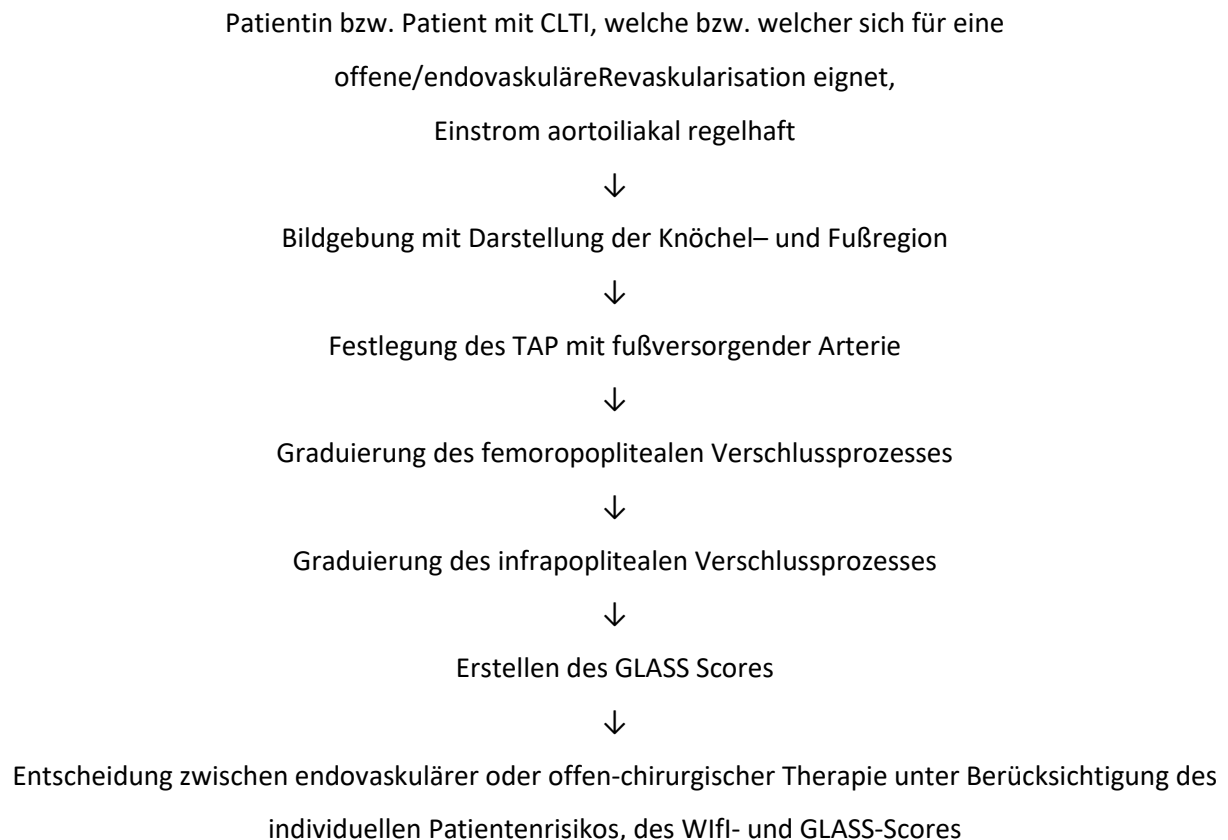 Patientin bzw. Patient mit CLTI, welche bzw. welcher sich für eine
offene/endovaskuläreRevaskularisation eignet,
Einstrom aortoiliakal regelhaft
↓
Bildgebung mit Darstellung der Knöchel– und Fußregion
↓
Festlegung des TAP mit fußversorgender Arterie
↓
Graduierung des femoropoplitealen Verschlussprozesses
↓
Graduierung des infrapoplitealen Verschlussprozesses
↓
Erstellen des GLASS Scores
↓
Entscheidung zwischen endovaskulärer oder offen-chirurgischer Therapie unter Berücksichtigung des
individuellen Patientenrisikos, des WIfI- und GLASS-Scores